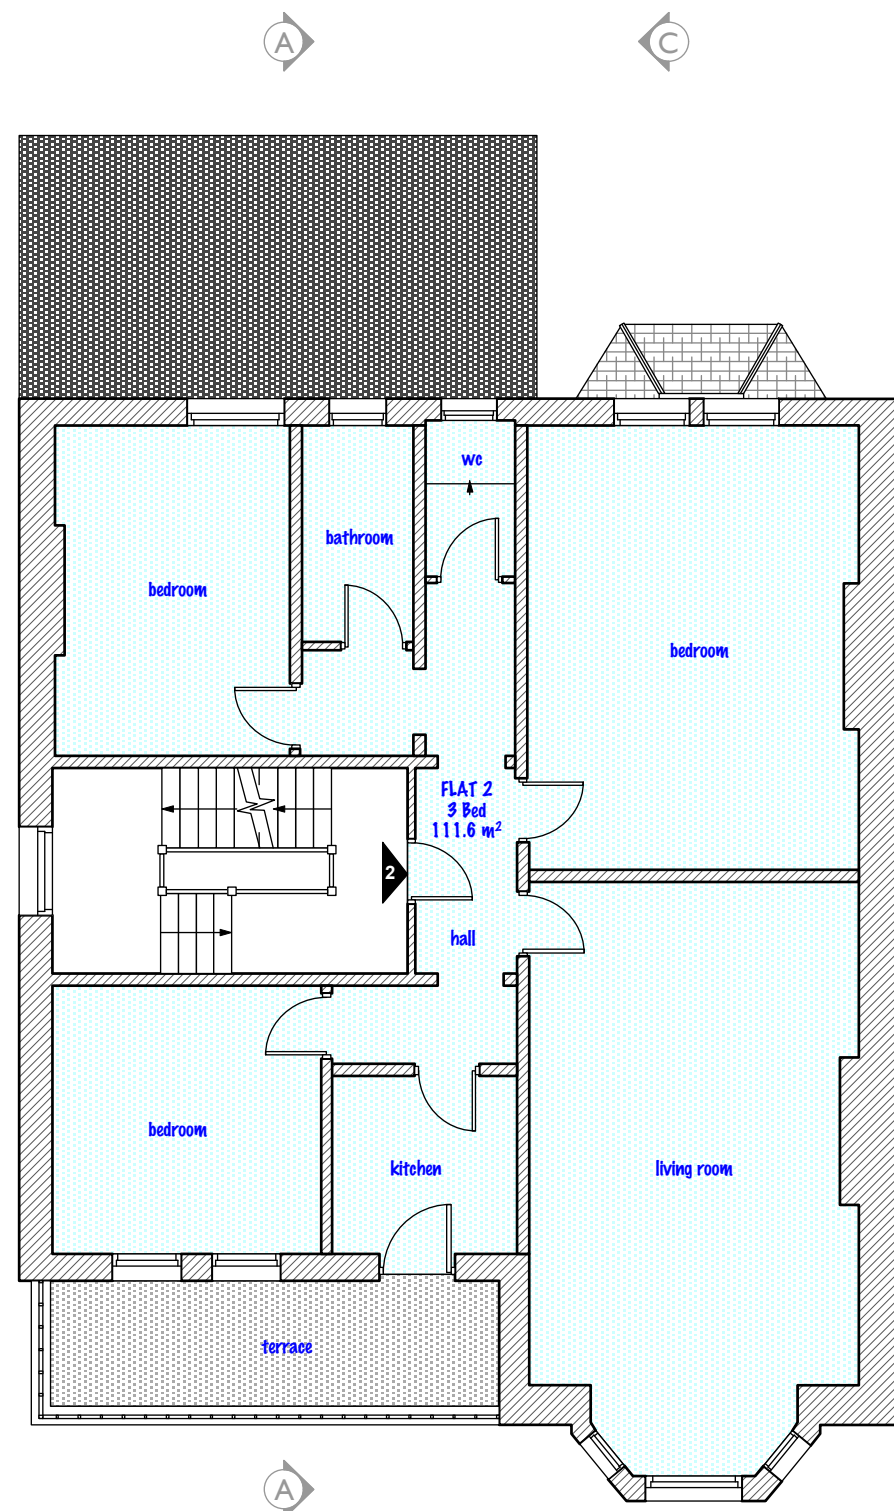 A
C
wc
bathroom
bedroom
bedroom
FLAT 2
3 Bed
111.6 m²
2
hall
bedroom
kitchen
living room
terrace
A